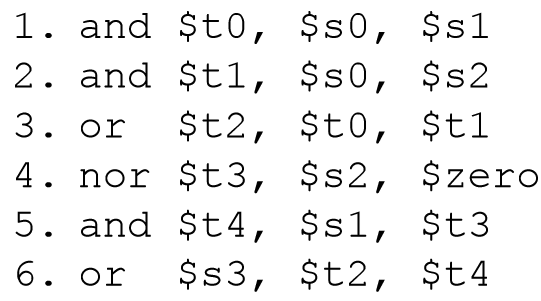 1. and $t0, $s0, $s1
2. and $t1, $s0, $s2
3. or  $t2, $t0, $t1
4. nor $t3, $s2, $zero
5. and $t4, $s1, $t3
6. or  $s3, $t2, $t4